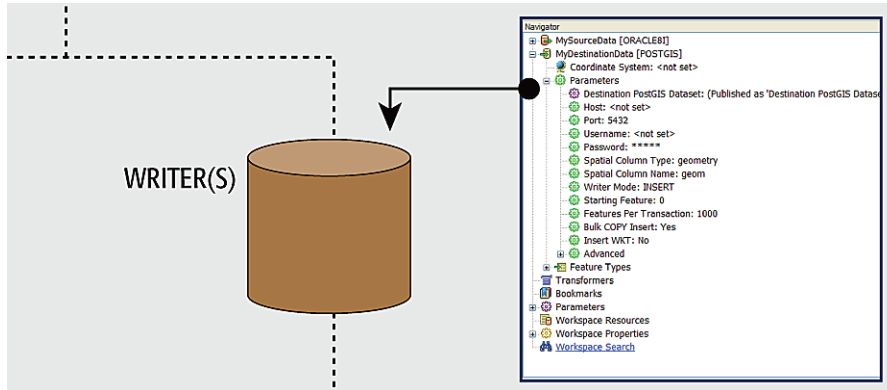 WRITER(S)
Navigator
MySourceData [ORACLE8I]
MyDestinationData [POSTGIS]
Coordinate System: <not set>
Parameters
Destination PostGIS Dataset: (Published as 'Destination PostGIS Datase
Host: <not set>
Port: 5432
Username: <not set>
Password: *****
Spatial Column Type: geometry
Spatial Column Name: geom
Writer Mode: INSERT
Starting Feature: 0
Features Per Transaction: 1000
Bulk COPY Insert: Yes
Insert WKT: No
Advanced
Feature Types
Transformers
Bookmarks
Parameters
Workspace Resources
Workspace Properties
Workspace Search